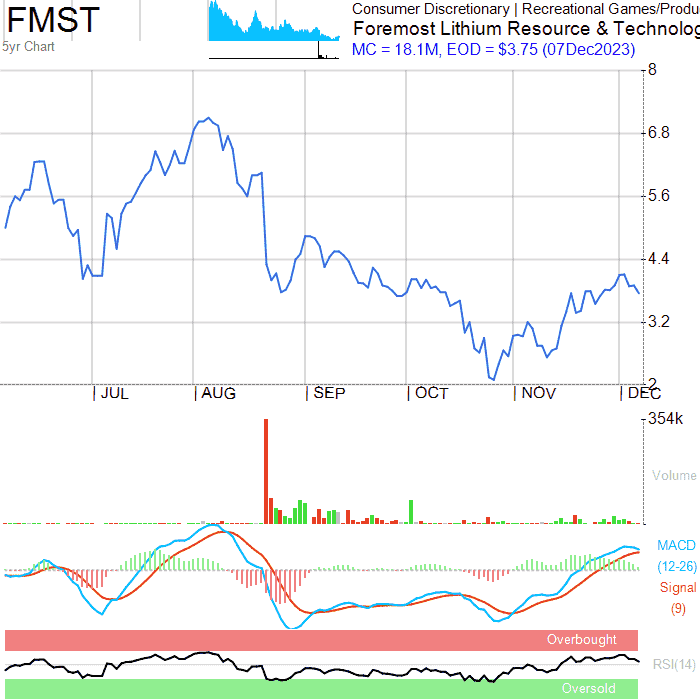 FMST
5yr Chart
Consumer Discretionary | Recreational Games/Produ
Foremost Lithium Resource & Technolog
MC = 18.1M, EOD = $3.75 (07Dec2023)
8
6.8
5.6
4.4
3.2
2
JUL
AUG
SEP
OCT
NOV
DEC
354k
Volume
MACD
(12-26)
Signal
(9)
Overbought
RSI(14)
Oversold